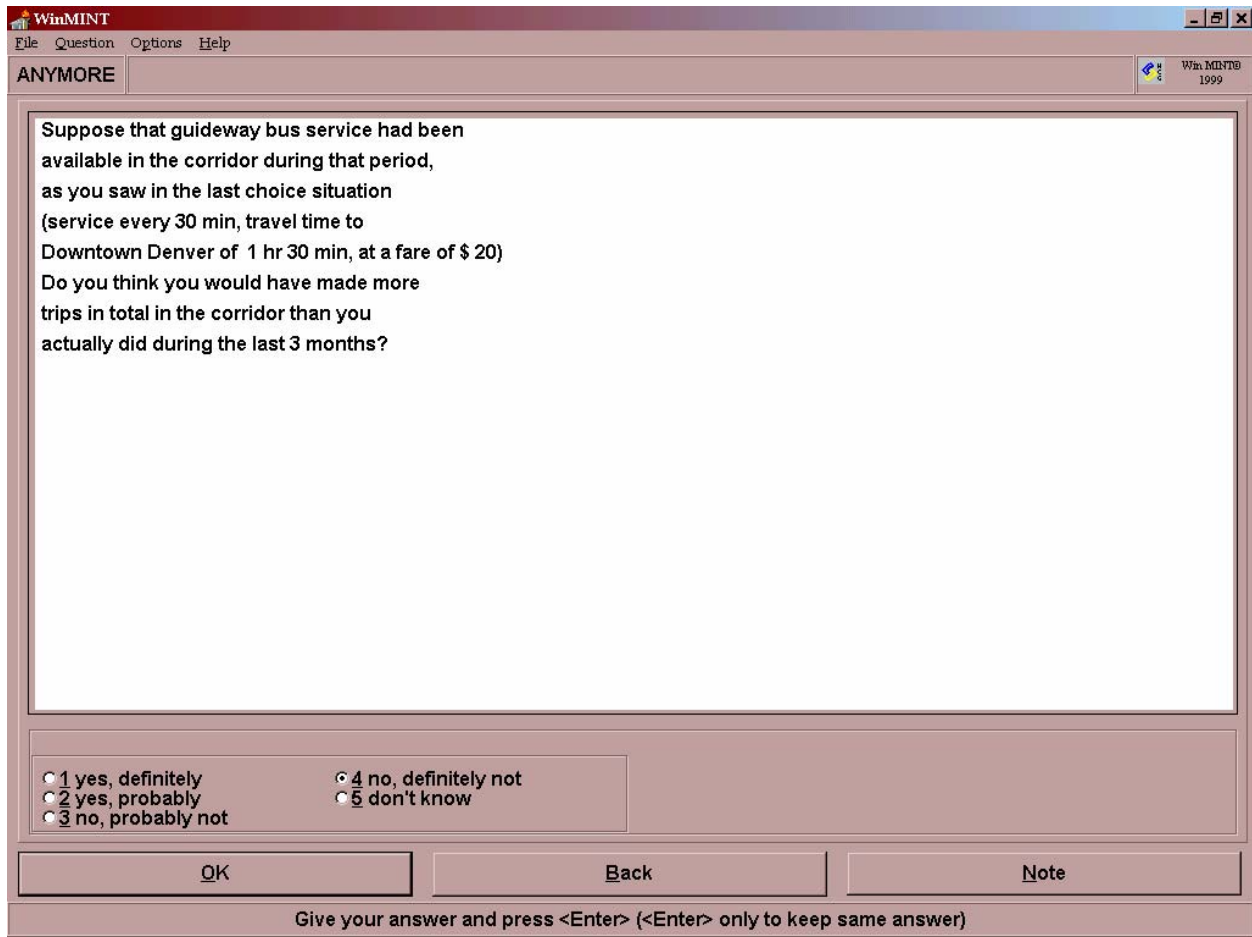 WinMINT
File Question Options Help
ANYMORE
Win MINT®
1999
Suppose that guideway bus service had been
available in the corridor during that period,
as you saw in the last choice situation
(service every 30 min, travel time to
Downtown Denver of 1 hr 30 min, at a fare of $ 20)
Do you think you would have made more
trips in total in the corridor than you
actually did during the last 3 months?
1 yes, definitely
2 yes, probably
3 no, probably not
4 no, definitely not
5 don't know
OK Back Note
Give your answer and press <Enter> (<Enter> only to keep same answer)